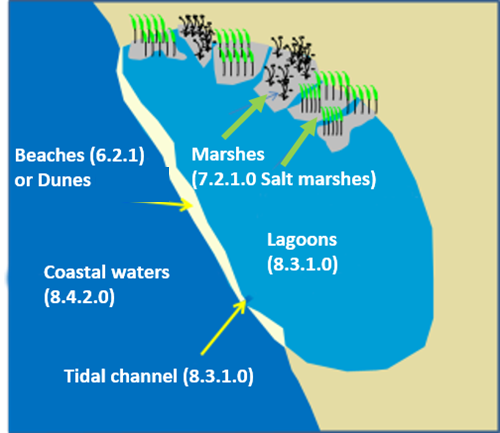 Beaches (6.2.1)
or Dunes
Marshes
(7.2.1.0 Salt marshes)
Lagoons
(8.3.1.0)
Coastal waters
(8.4.2.0)
Tidal channel (8.3.1.0)